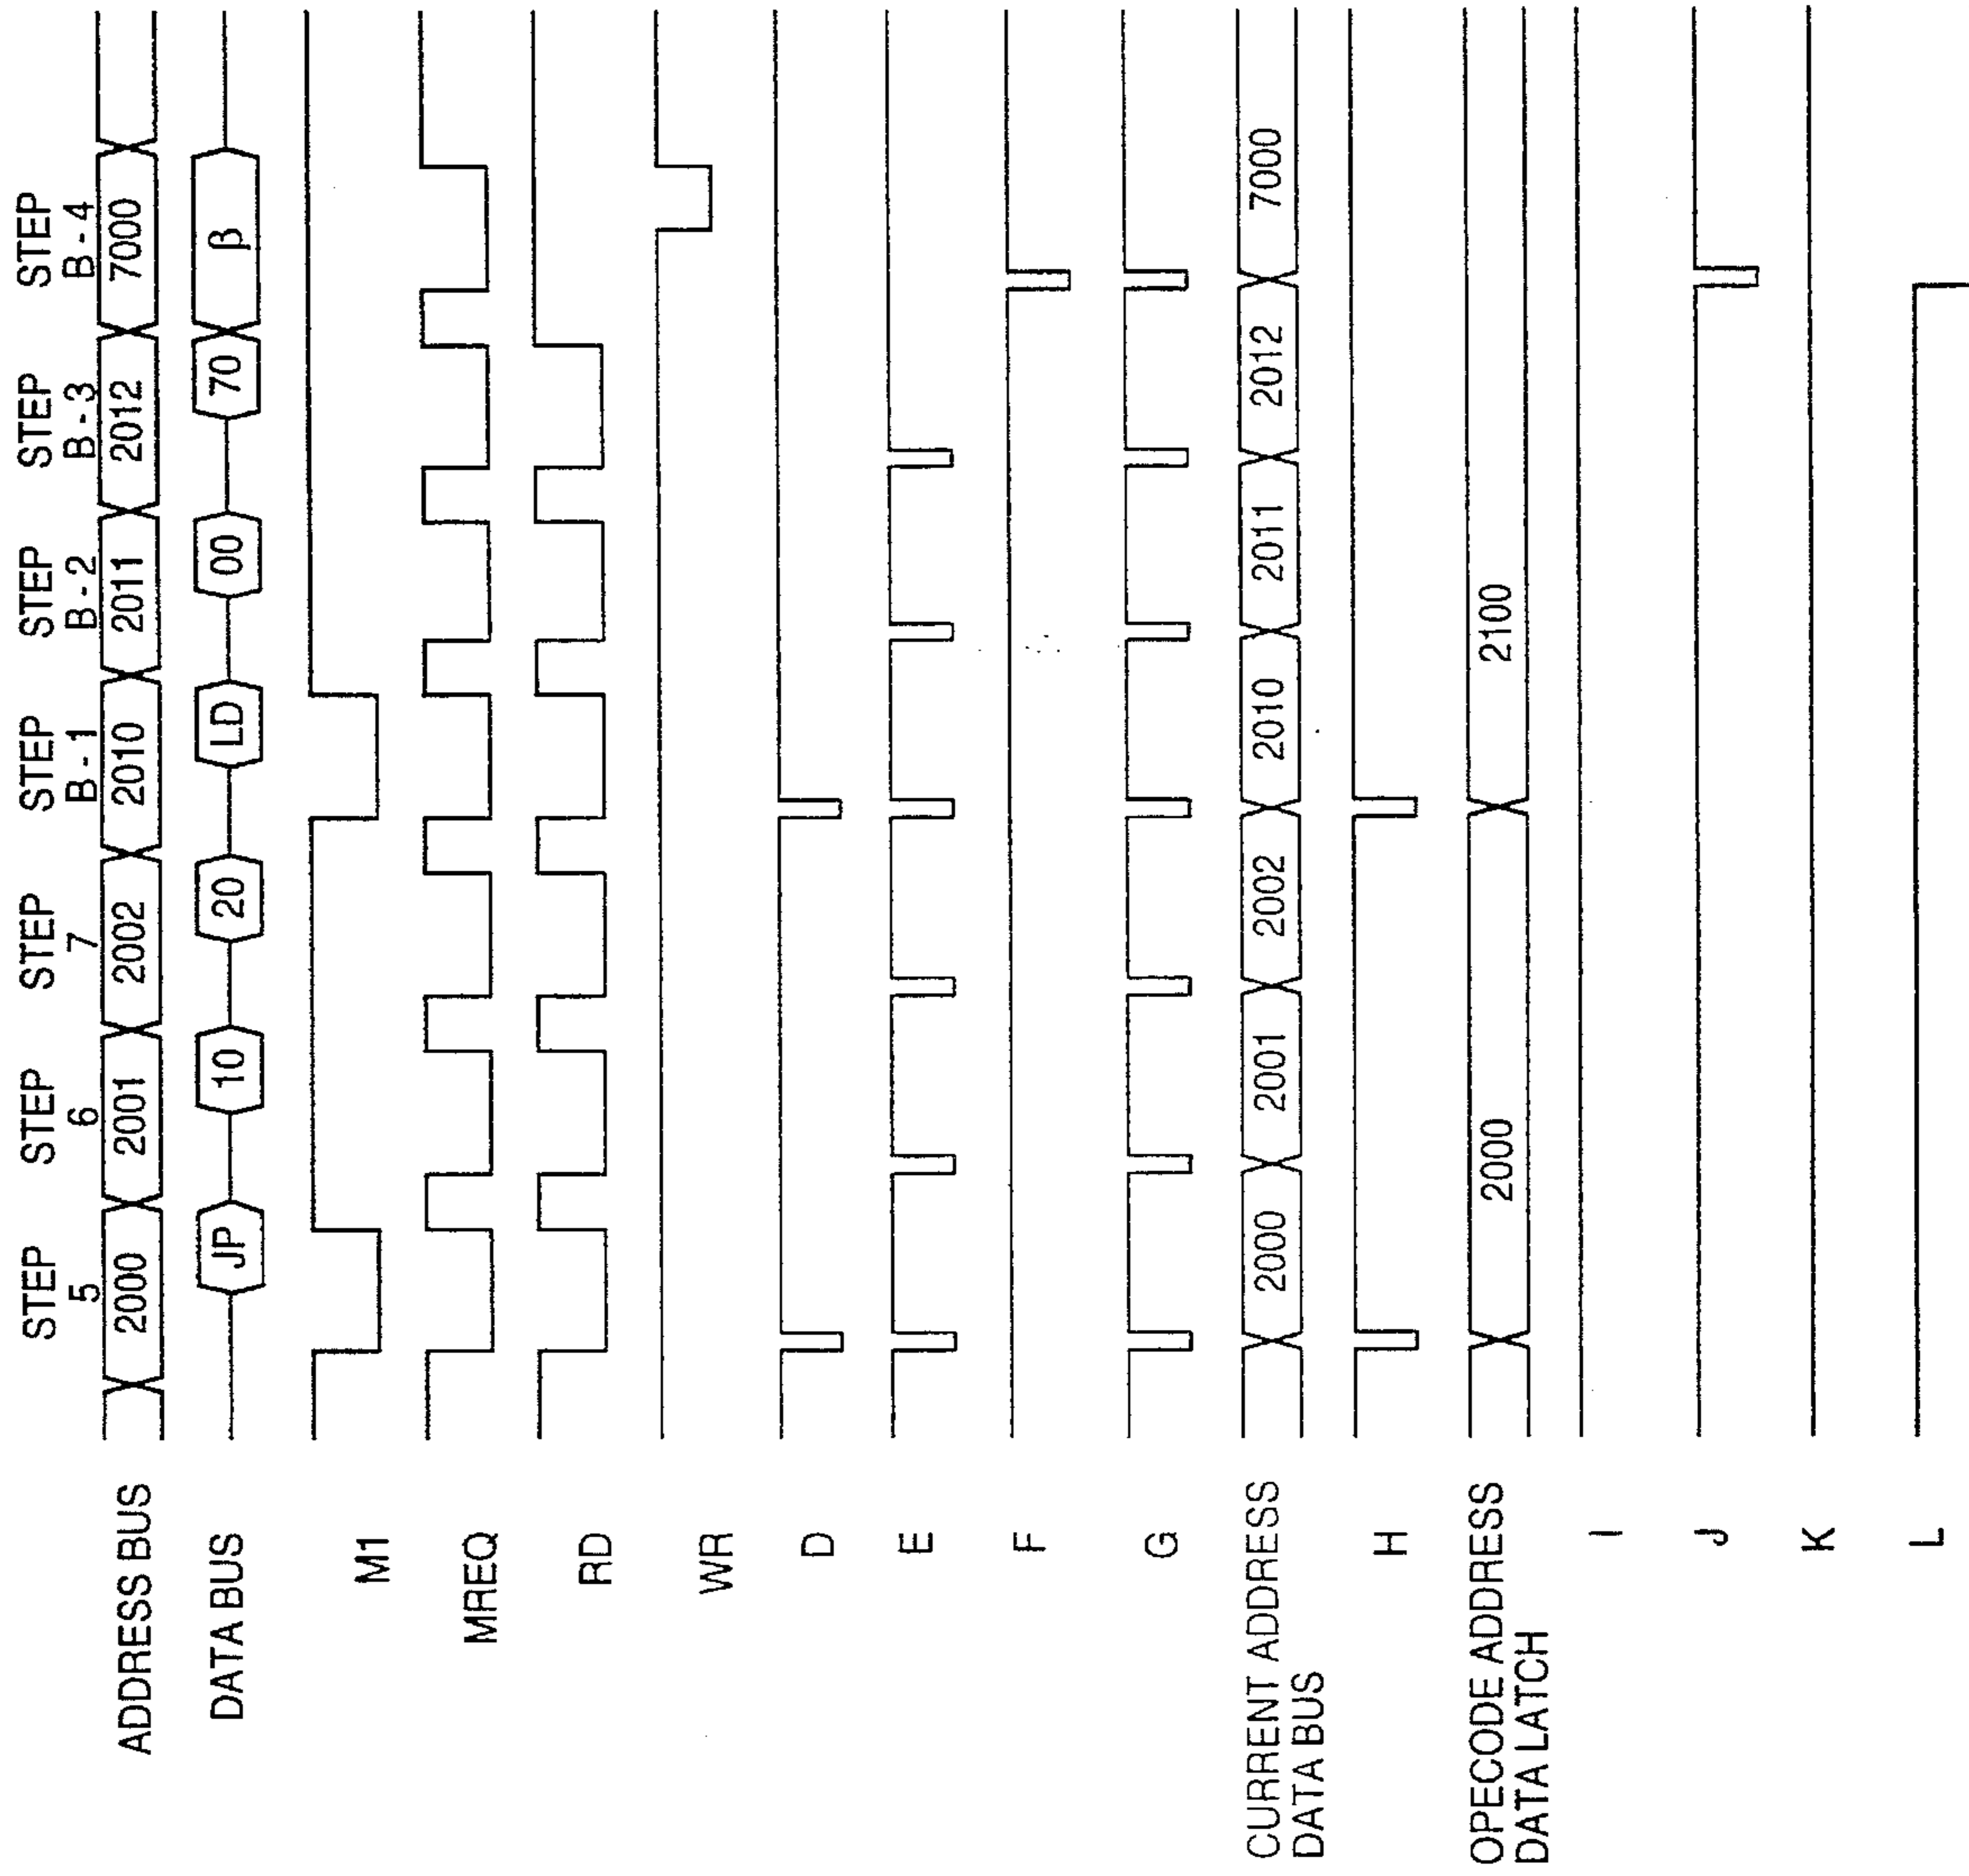 STEP 5
STEP 6
STEP 7
STEP B-1
STEP B-2
STEP B-3
STEP B-4
ADDRESS BUS
2000 2001 2002 2010 2011 2012 7000
DATA BUS
JP 10 20 LD 00 70 β
M1
MREQ
RD
WR
D
E
F
G
CURRENT ADDRESS
DATA BUS
2000 2001 2002 2010 2011 2012 7000
H
OPECODE ADDRESS
DATA LATCH
2000 2100
I
J
K
L